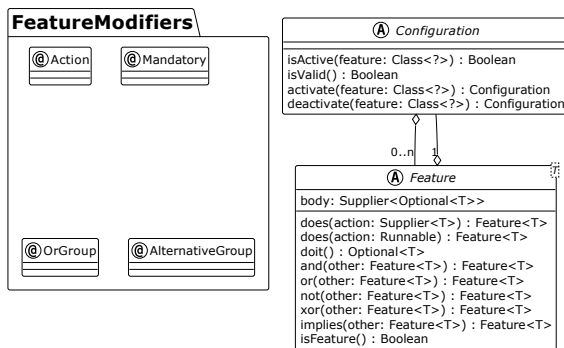 FeatureModifiers
@ Action
@ Mandatory
@ OrGroup
@ AlternativeGroup
A Configuration
isActive(feature: Class<?>) : Boolean
isValid() : Boolean
activate(feature: Class<?>) : Configuration
deactivate(feature: Class<?>) : Configuration
0..n
1
T
A Feature
body: Supplier<Optional<T>>
does(action: Supplier<T>) : Feature<T>
does(action: Runnable) : Feature<T>
doit() : Optional<T>
and(other: Feature<T>) : Feature<T>
or(other: Feature<T>) : Feature<T>
not(other: Feature<T>) : Feature<T>
xor(other: Feature<T>) : Feature<T>
implies(other: Feature<T>) : Feature<T>
isFeature() : Boolean